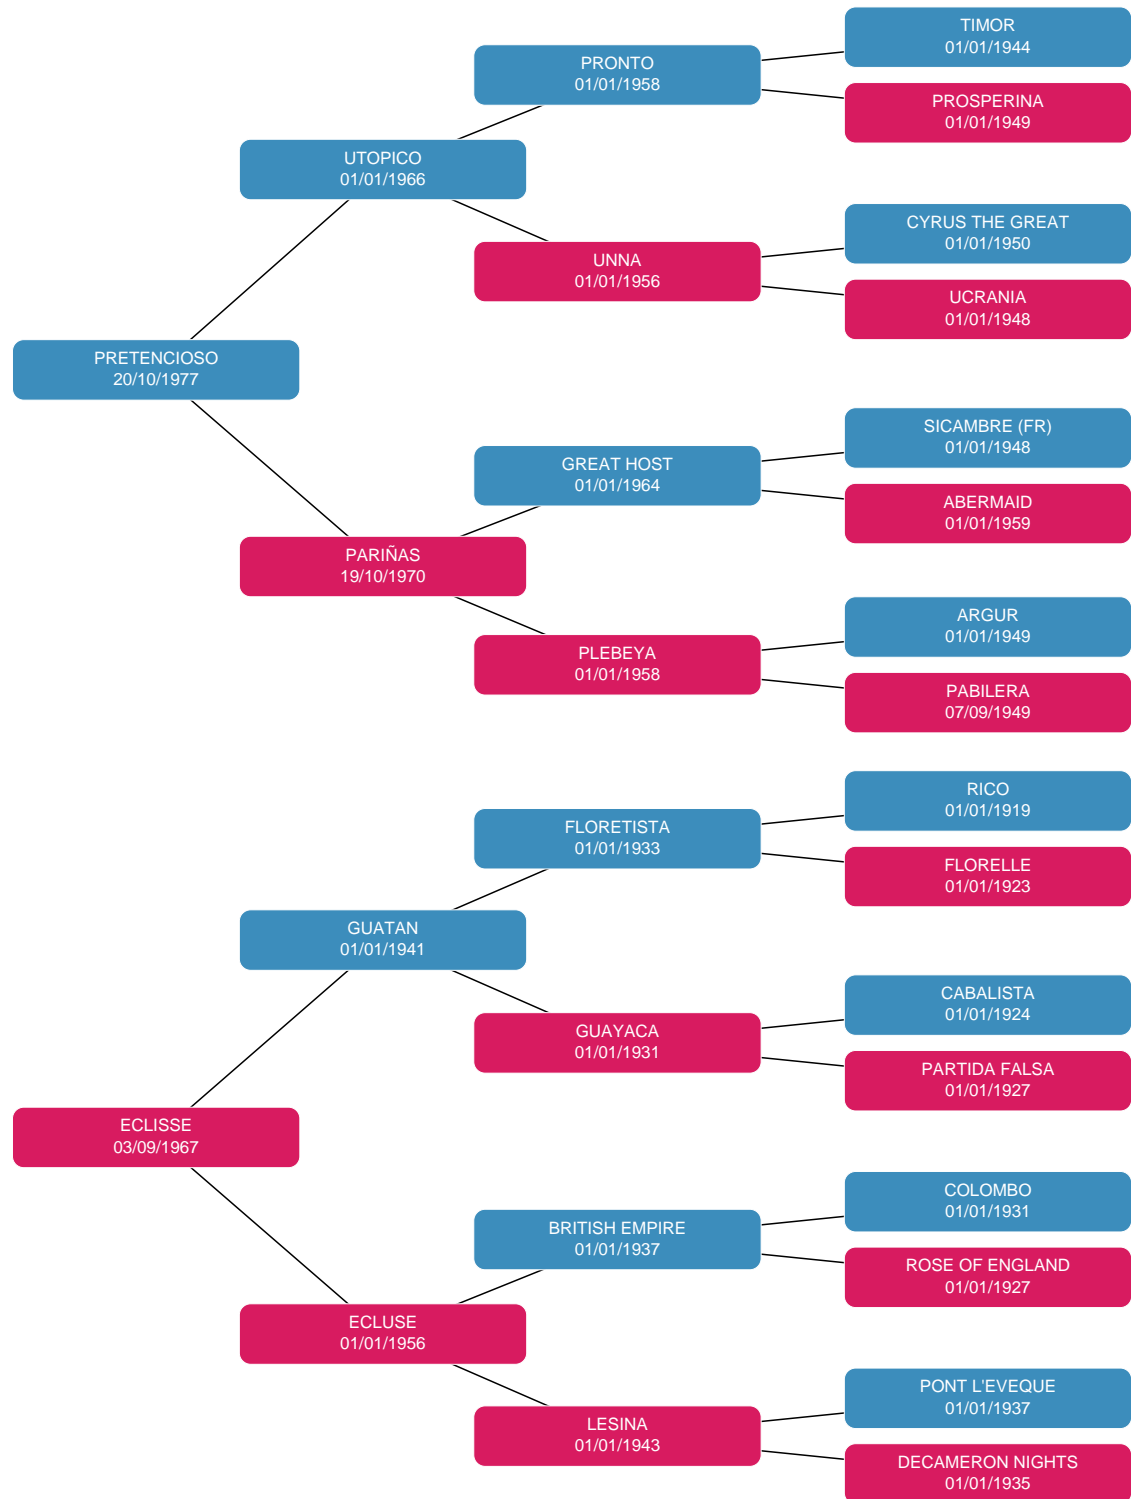 TIMOR
01/01/1944
PRONTO
01/01/1958
PROSPERINA
01/01/1949
UTOPICO
01/01/1966
CYRUS THE GREAT
01/01/1950
UNNA
01/01/1956
UCRANIA
01/01/1948
PRETENCIOSO
20/10/1977
SICAMBRE (FR)
01/01/1948
GREAT HOST
01/01/1964
ABERMAID
01/01/1959
PARIÑAS
19/10/1970
ARGUR
01/01/1949
PLEBEYA
01/01/1958
PABILERA
07/09/1949
RICO
01/01/1919
FLORETISTA
01/01/1933
FLORELLE
01/01/1923
GUATAN
01/01/1941
CABALISTA
01/01/1924
GUAYACA
01/01/1931
PARTIDA FALSA
01/01/1927
ECLISSE
03/09/1967
COLOMBO
01/01/1931
BRITISH EMPIRE
01/01/1937
ROSE OF ENGLAND
01/01/1927
ECLUSE
01/01/1956
PONT L'EVEQUE
01/01/1937
LESINA
01/01/1943
DECAMERON NIGHTS
01/01/1935